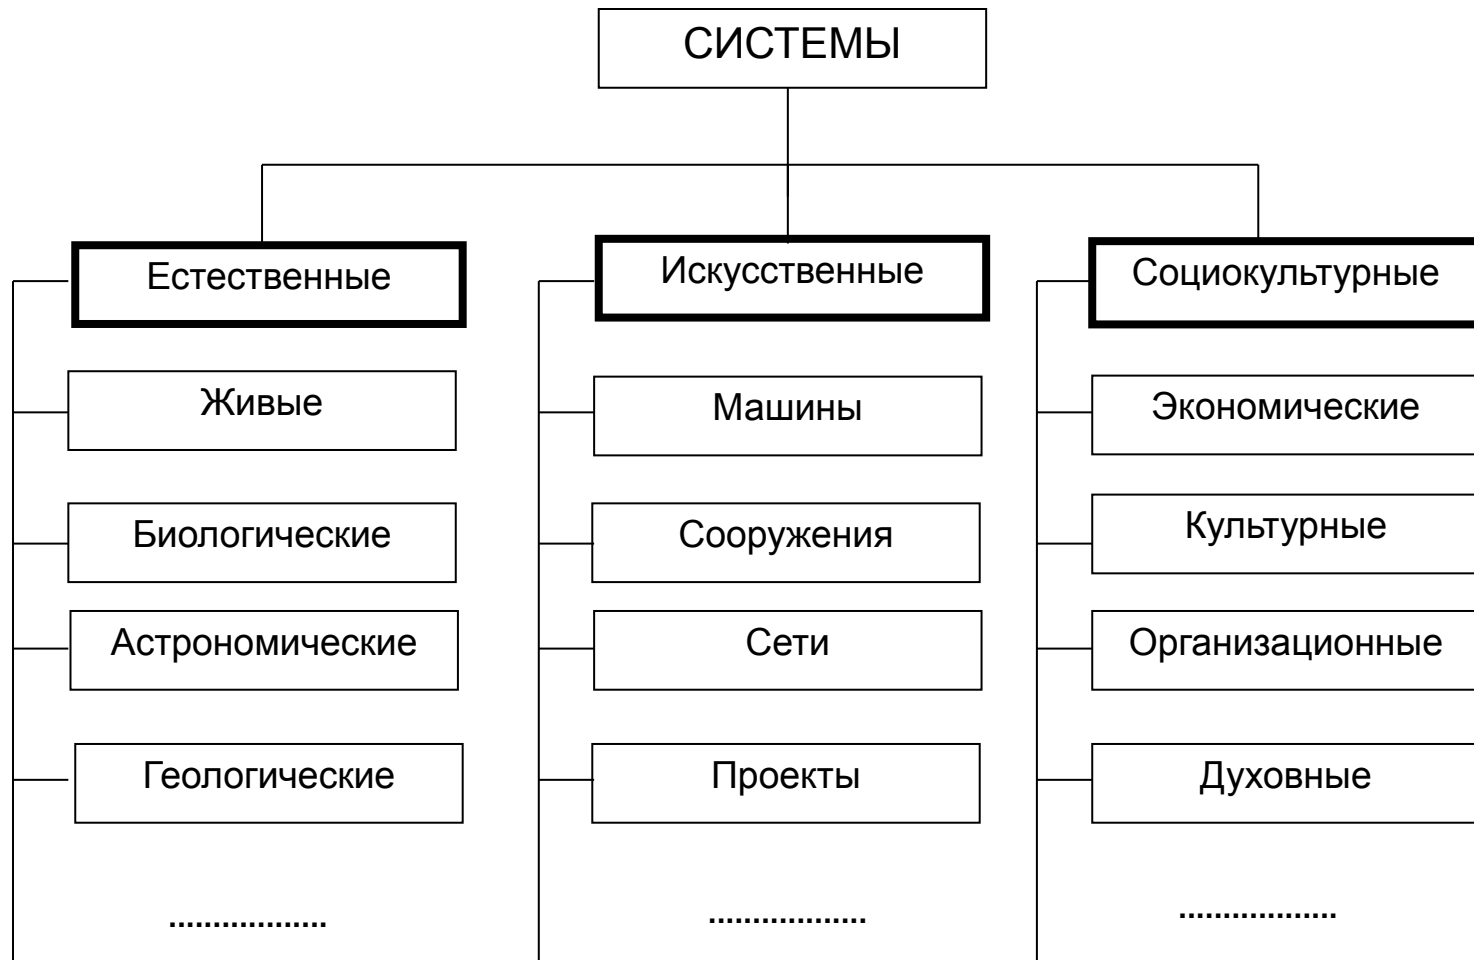 СИСТЕМЫ
Естественные
Искусственные
Социокультурные
Живые
Машины
Экономические
Биологические
Сооружения
Культурные
Астрономические
Сети
Организационные
Геологические
Проекты
Духовные
..................
..................
..................